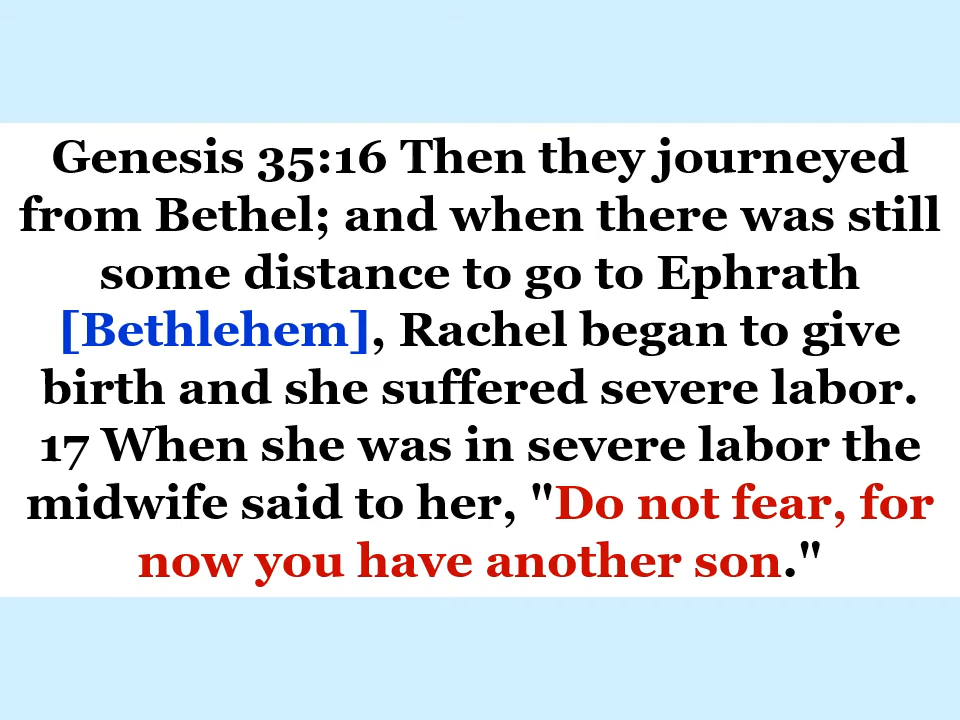 Genesis 35:16 Then they journeyed
from Bethel; and when there was still
some distance to go to Ephrath
[Bethlehem], Rachel began to give
birth and she suffered severe labor.
17 When she was in severe labor the
midwife said to her, "Do not fear, for
now you have another son."